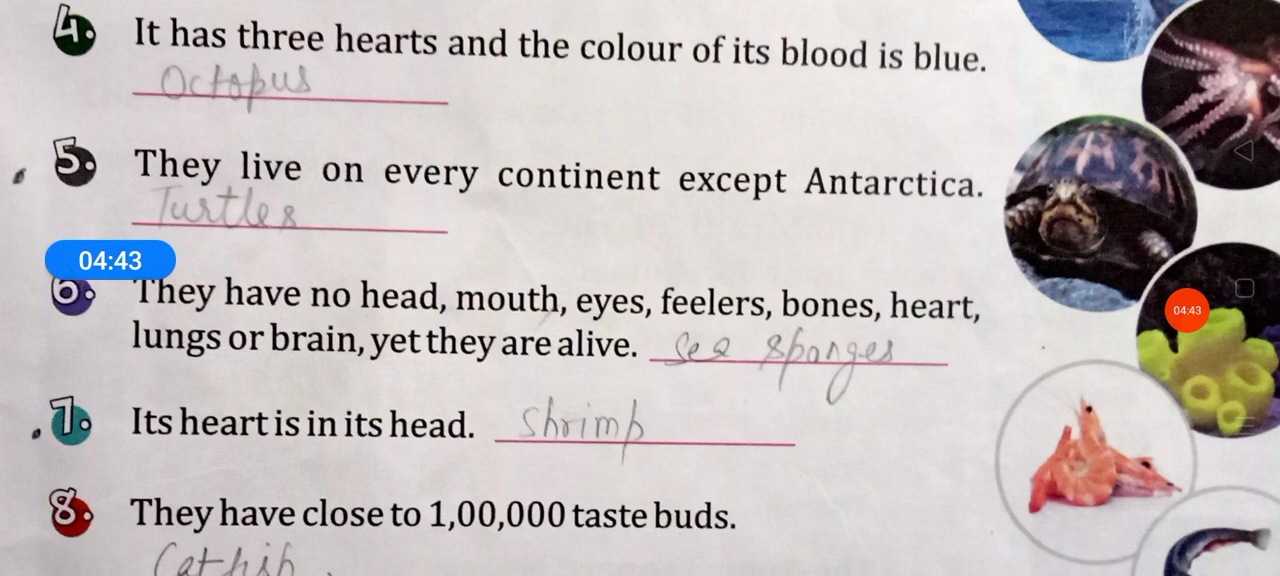 4. It has three hearts and the colour of its blood is blue.
Octopus
5. They live on every continent except Antarctica.
Turtles
04:43
6. They have no head, mouth, eyes, feelers, bones, heart,
04:43
lungs or brain, yet they are alive. Sea sponges
7. Its heart is in its head. Shrimp
8. They have close to 1,00,000 taste buds.
Catfish.